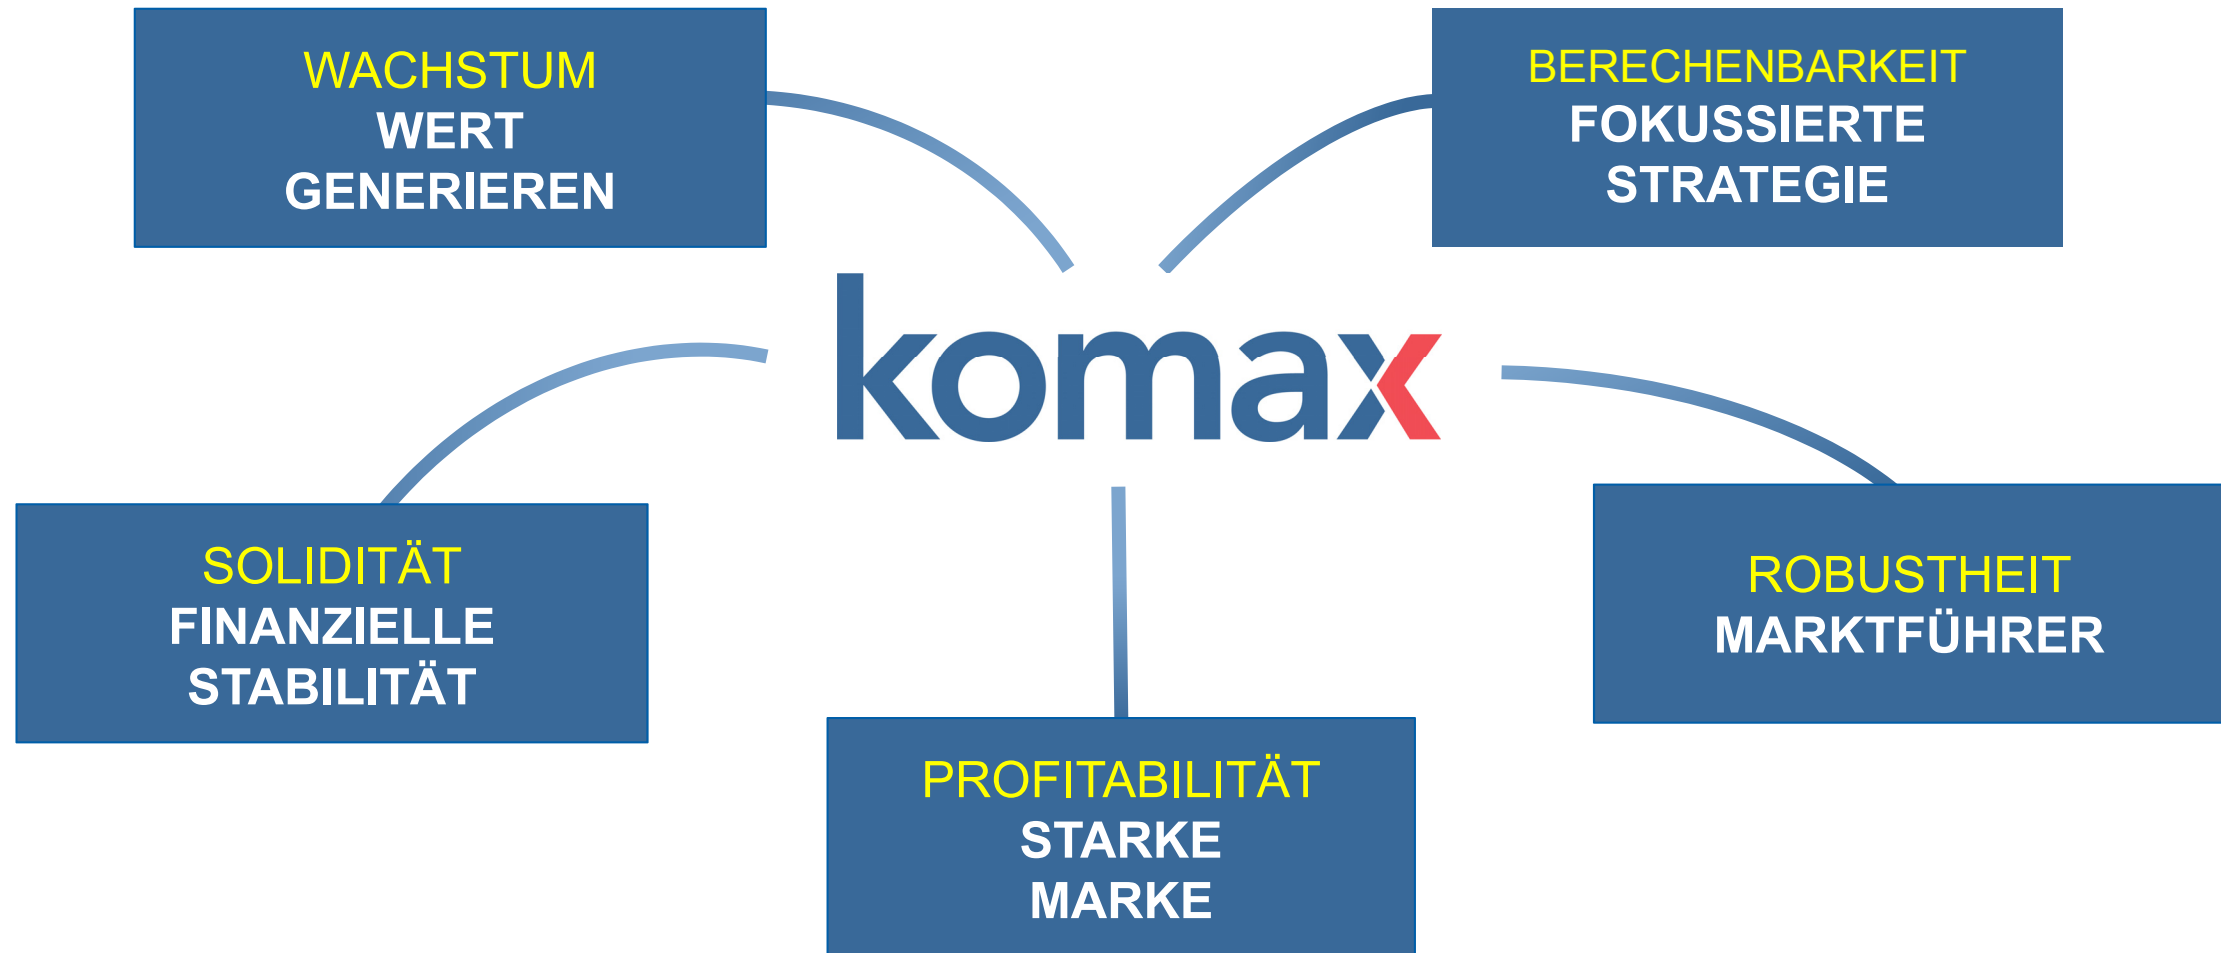 WACHSTUM
WERT
GENERIEREN
BERECHENBARKEIT
FOKUSSIERTE
STRATEGIE
komax
SOLIDITÄT
FINANZIELLE
STABILITÄT
ROBUSTHEIT
MARKTFÜHRER
PROFITABILITÄT
STARKE
MARKE